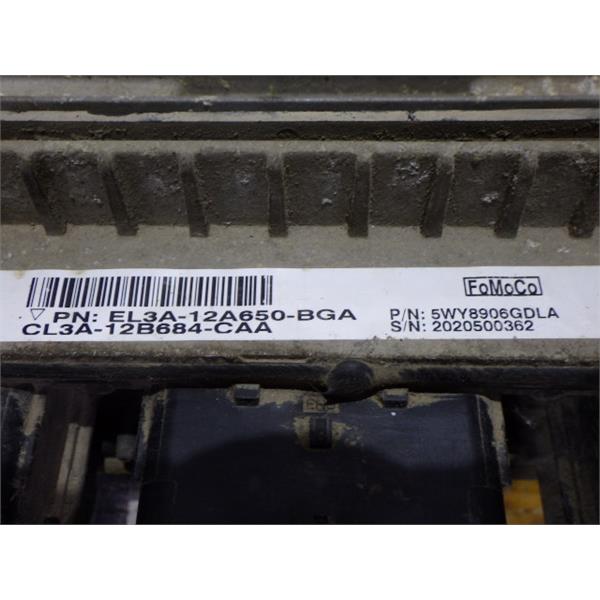 FoMoCo
PN: EL3A-12A650-BGA
CL3A-12B684-CAA
P/N: 5WY8906GDLA
S/N: 2020500362